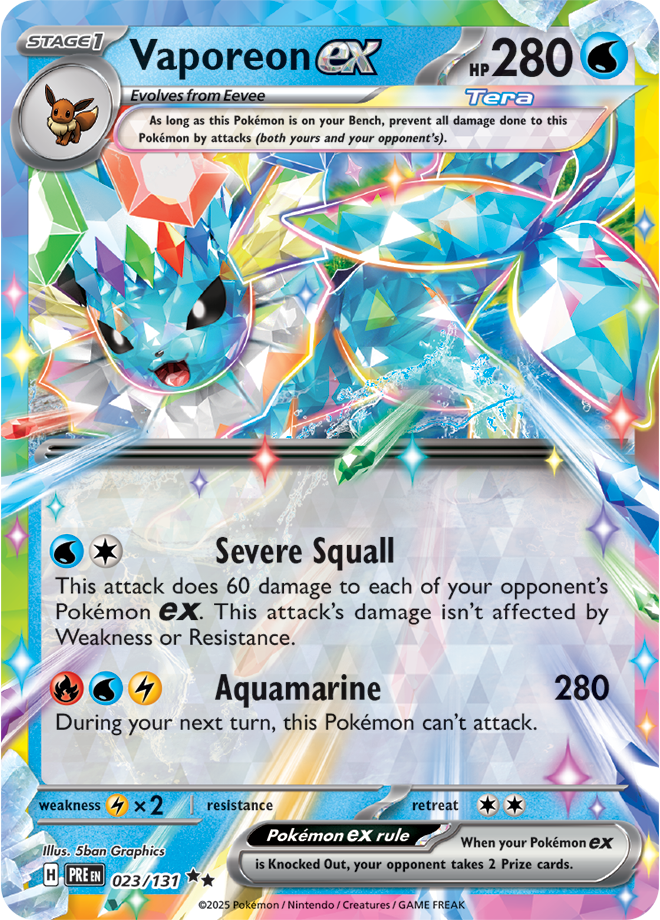 STAGE 1
Vaporeon ex
HP 280
Evolves from Eevee
Tera
As long as this Pokémon is on your Bench, prevent all damage done to this
Pokémon by attacks (both yours and your opponent's).
Severe Squall
This attack does 60 damage to each of your opponent's
Pokémon ex. This attack's damage isn't affected by
Weakness or Resistance.
Aquamarine 280
During your next turn, this Pokémon can't attack.
weakness ×2 resistance retreat
Illus. 5ban Graphics
Pokémon ex rule
When your Pokémon ex
is Knocked Out, your opponent takes 2 Prize cards.
H PRE EN 023/131
©2025 Pokémon / Nintendo / Creatures / GAME FREAK